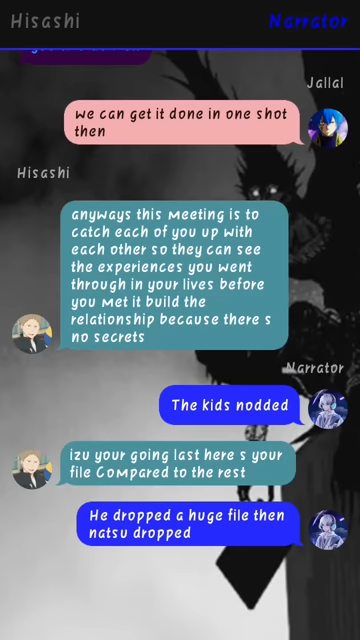 Hisashi
Narrator
Jallal
we can get it done in one shot
then
Hisashi
anyways this meeting is to
catch each of you up with
each other so they can see
the experiences you went
through in your lives before
you met it build the
relationship because there s
no secrets
Narrator
The kids nodded
izu your going last here s your
file Compared to the rest
He dropped a huge file then
natsu dropped